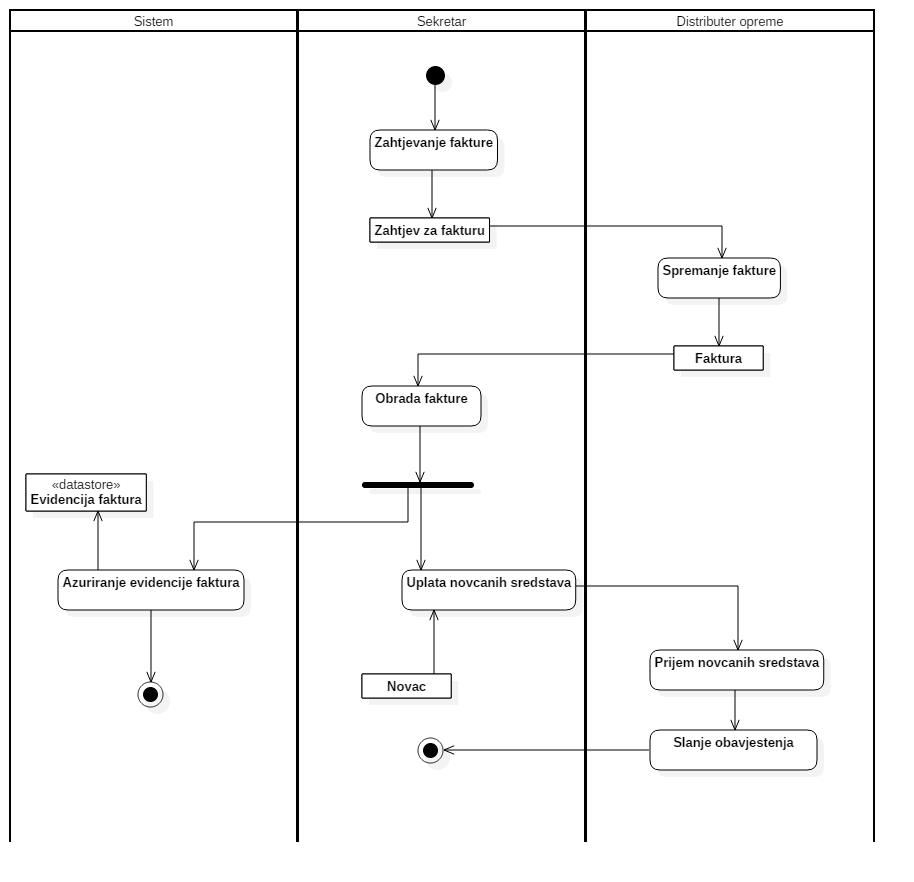 Sistem
Sekretar
Distributer opreme
Zahtjevanje fakture
Zahtjev za fakturu
Spremanje fakture
Faktura
Obrada fakture
«datastore»
Evidencija faktura
Azuriranje evidencije faktura
Uplata novcanih sredstava
Prijem novcanih sredstava
Novac
Slanje obavjestenja